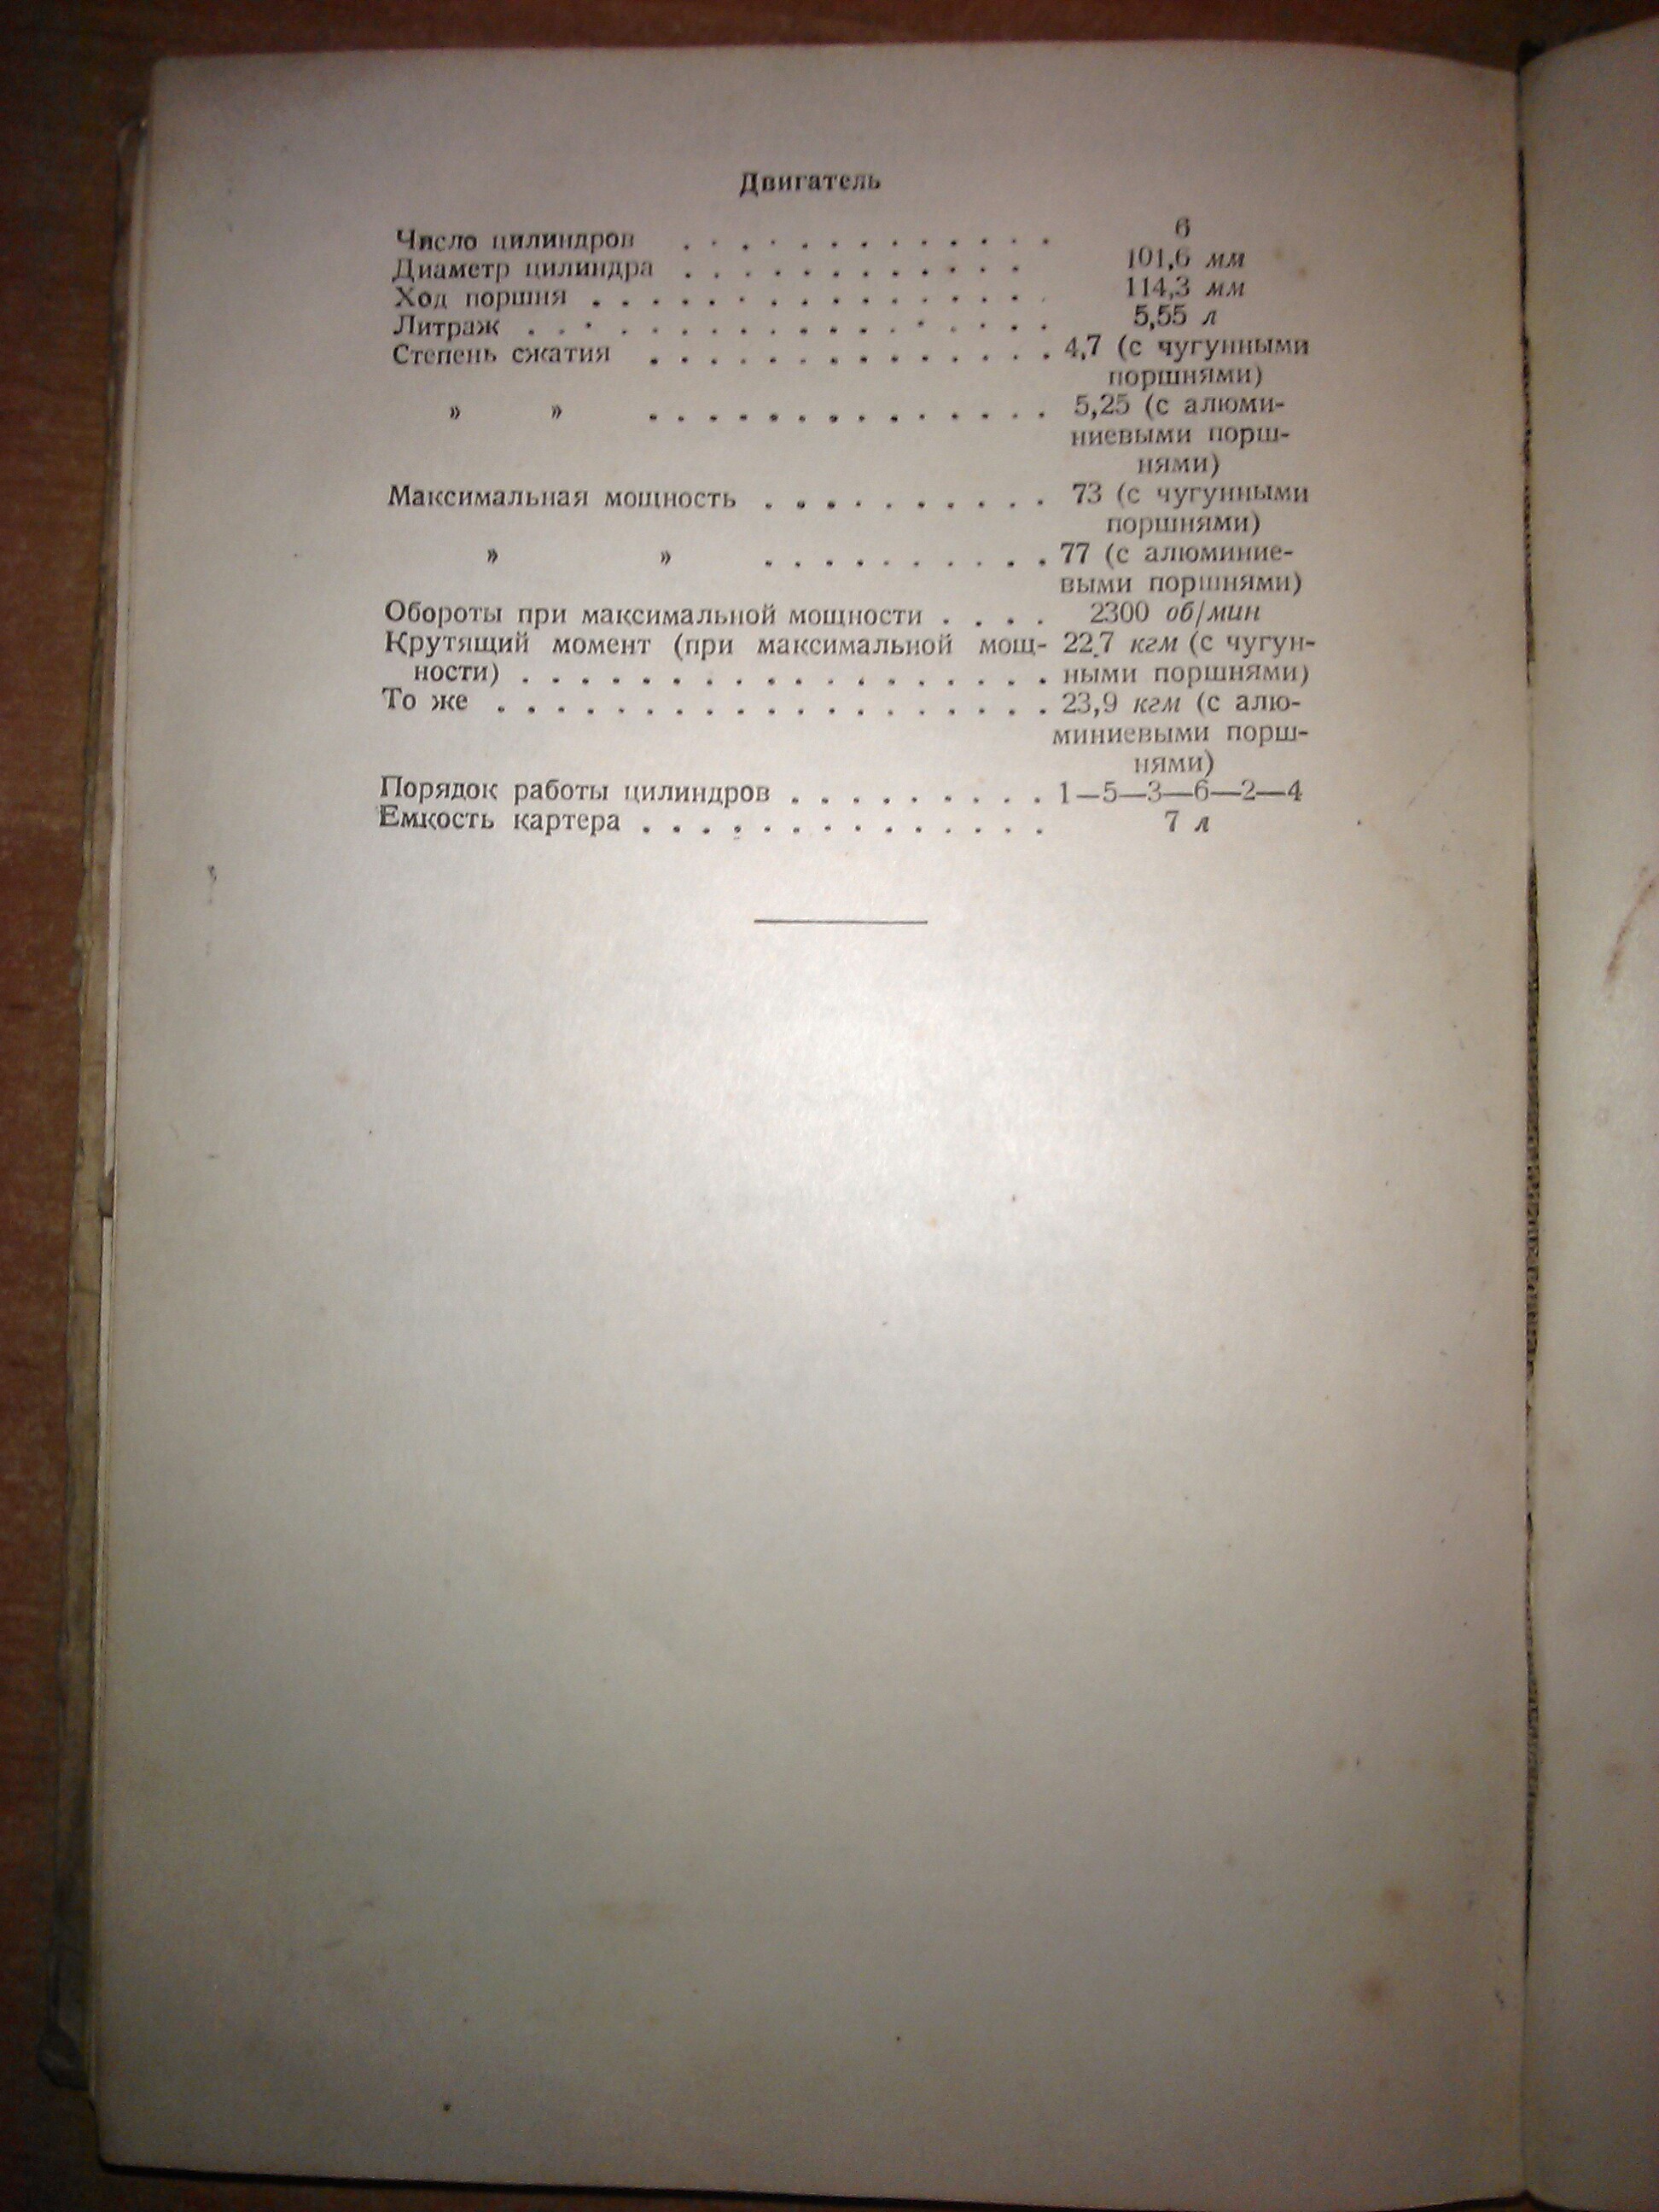 Двигатель
Число цилиндров . . . . . . . . . . . . . 6
Диаметр цилиндра . . . . . . . . . . . . 101,6 мм
Ход поршня . . . . . . . . . . . . . . . . 114,3 мм
Литраж . . . . . . . . . . . . . . . . . . 5,55 л
Степень сжатия . . . . . . . . . . . . . . 4,7 (с чугунными
поршнями)
» » . . . . . . . . . . . . . . 5,25 (с алюми-
ниевыми порш-
нями)
Максимальная мощность . . . . . . . . . . 73 (с чугунными
поршнями)
» » . . . . . . . . . . 77 (с алюминие-
выми поршнями)
Обороты при максимальной мощности . . . . 2300 об/мин
Крутящий момент (при максимальной мощ- 22,7 кгм (с чугун-
ности) . . . . . . . . . . . . . . . . . . ными поршнями)
То же . . . . . . . . . . . . . . . . . . . 23,9 кгм (с алю-
миниевыми порш-
нями)
Порядок работы цилиндров . . . . . . . . . 1—5—3—6—2—4
Емкость картера . . . . . . . . . . . . . . 7 л